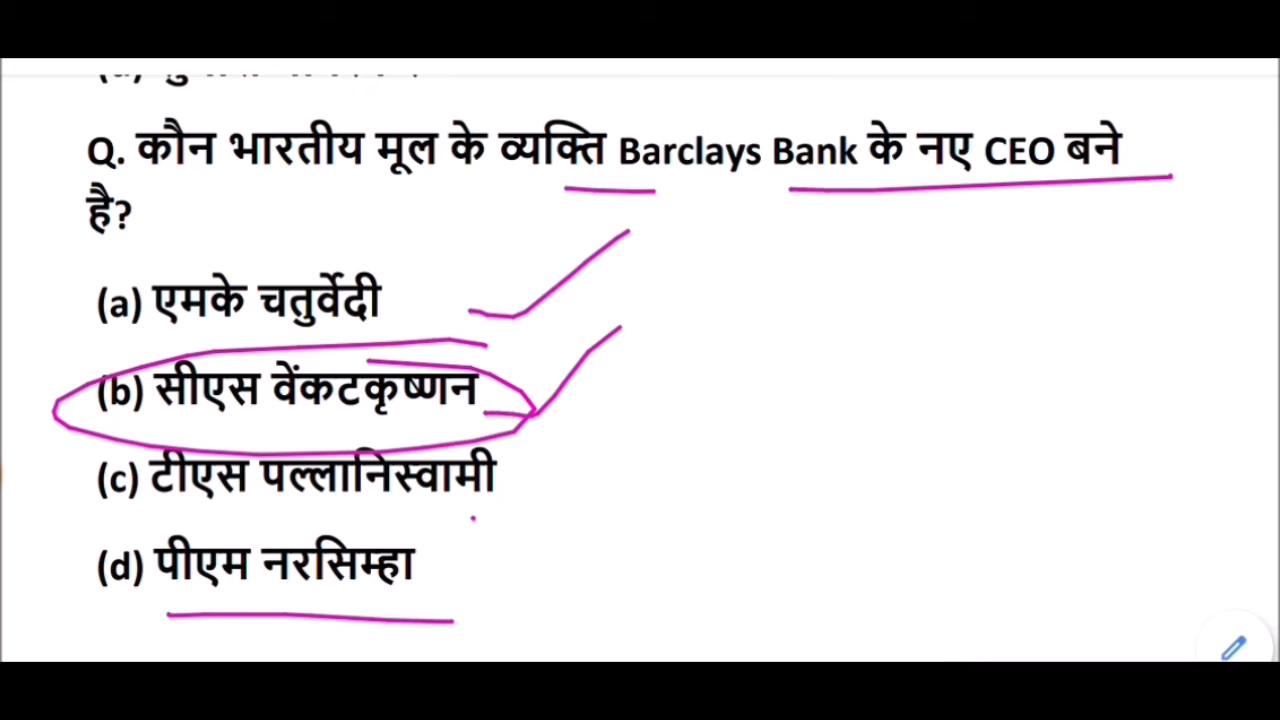 Q. कौन भारतीय मूल के व्यक्ति Barclays Bank के नए CEO बने
है?
(a) एमके चतुर्वेदी
(b) सीएस वेंकटकृष्णन
(c) टीएस पल्लानिस्वामी
(d) पीएम नरसिम्हा